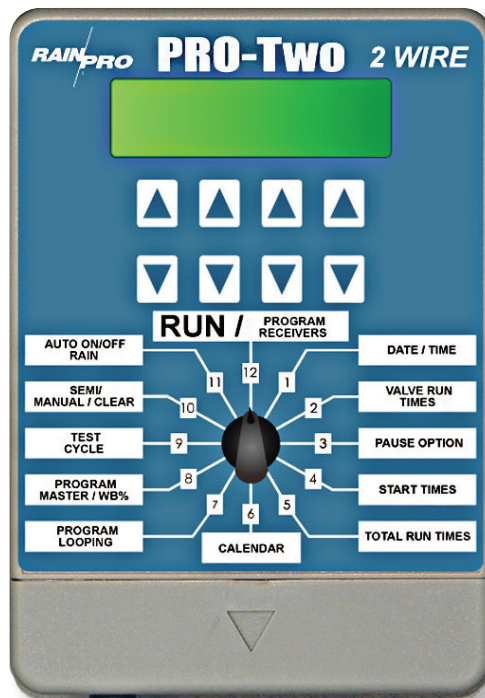 RAIN PRO PRO-Two 2 WIRE
RUN / PROGRAM
RECEIVERS
AUTO ON/OFF
RAIN
DATE / TIME
SEMI/
MANUAL / CLEAR
VALVE RUN
TIMES
TEST
CYCLE
PAUSE OPTION
PROGRAM
MASTER / WB%
START TIMES
PROGRAM
LOOPING
TOTAL RUN TIMES
CALENDAR
12
11
1
10
2
9
3
8
4
7
5
6